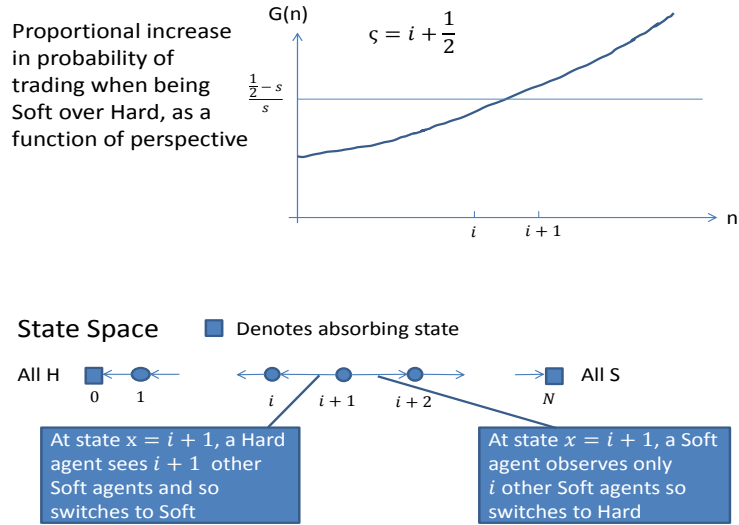 Proportional increase
in probability of
trading when being
Soft over Hard, as a
function of perspective
G(n)
ς = i + 1/2
(1/2 − s)/s
i
i + 1
n
State Space
Denotes absorbing state
All H
All S
0
1
i
i + 1
i + 2
N
At state x = i + 1, a Hard
agent sees i + 1 other
Soft agents and so
switches to Soft
At state x = i + 1, a Soft
agent observes only
i other Soft agents so
switches to Hard